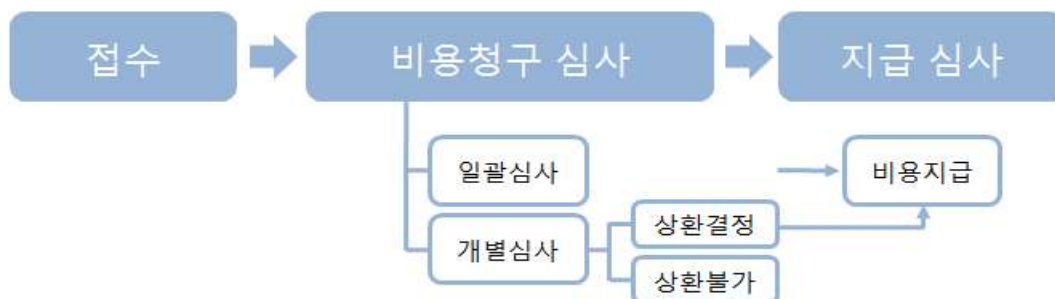 접수
비용청구 심사
지급 심사
일괄심사
비용지급
개별심사
상환결정
상환불가